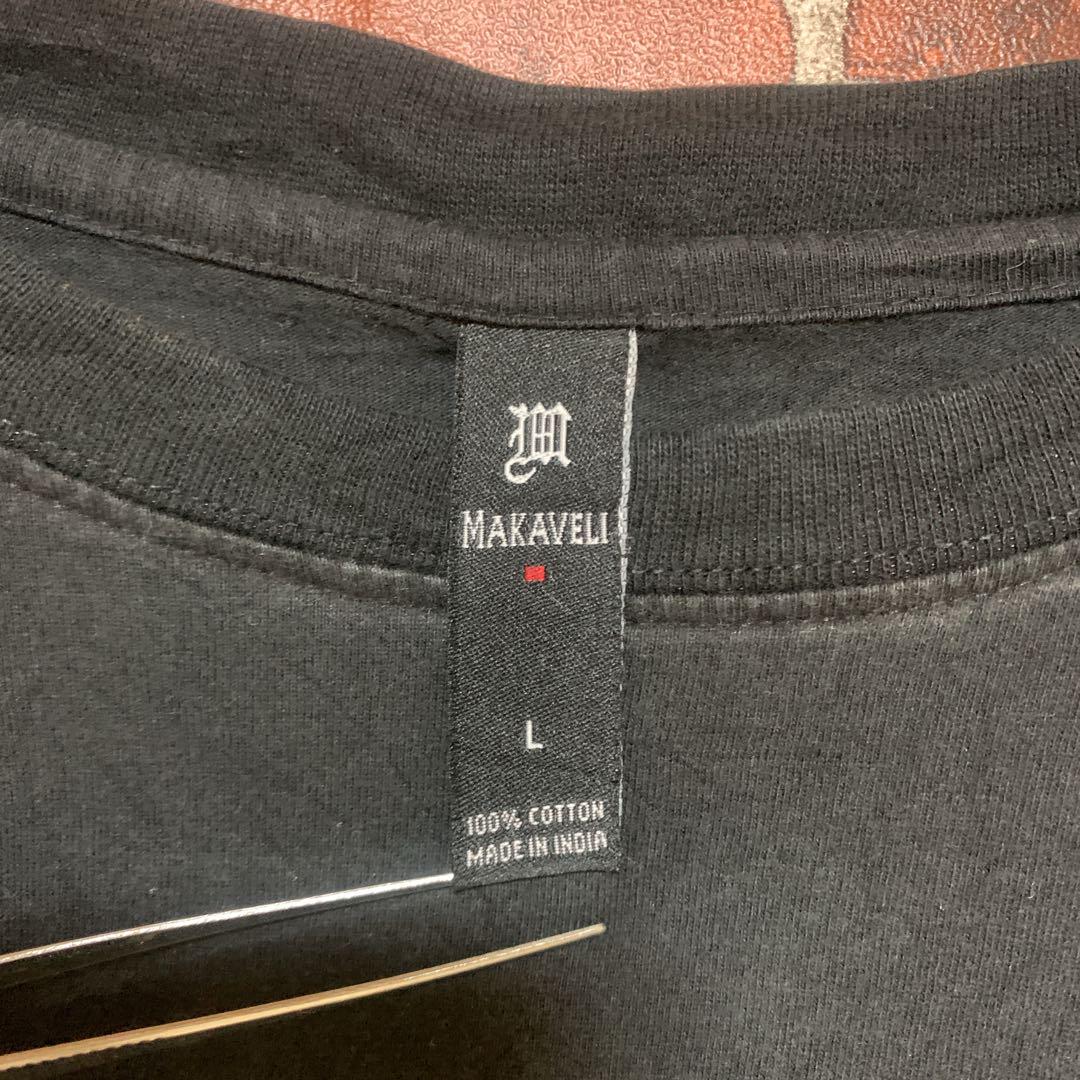 M
MAKAVELI
L
100% COTTON
MADE IN INDIA